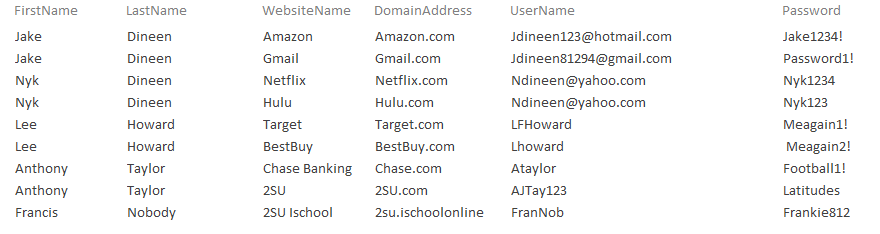 FirstName LastName WebsiteName DomainAddress UserName Password
Jake Dineen Amazon Amazon.com Jdineen123@hotmail.com Jake1234!
Jake Dineen Gmail Gmail.com Jdineen81294@gmail.com Password1!
Nyk Dineen Netflix Netflix.com Ndineen@yahoo.com Nyk1234
Nyk Dineen Hulu Hulu.com Ndineen@yahoo.com Nyk123
Lee Howard Target Target.com LFHoward Meagain1!
Lee Howard BestBuy BestBuy.com Lhoward Meagain2!
Anthony Taylor Chase Banking Chase.com Ataylor Football1!
Anthony Taylor 2SU 2SU.com AJTay123 Latitudes
Francis Nobody 2SU Ischool 2su.ischoolonline FranNob Frankie812